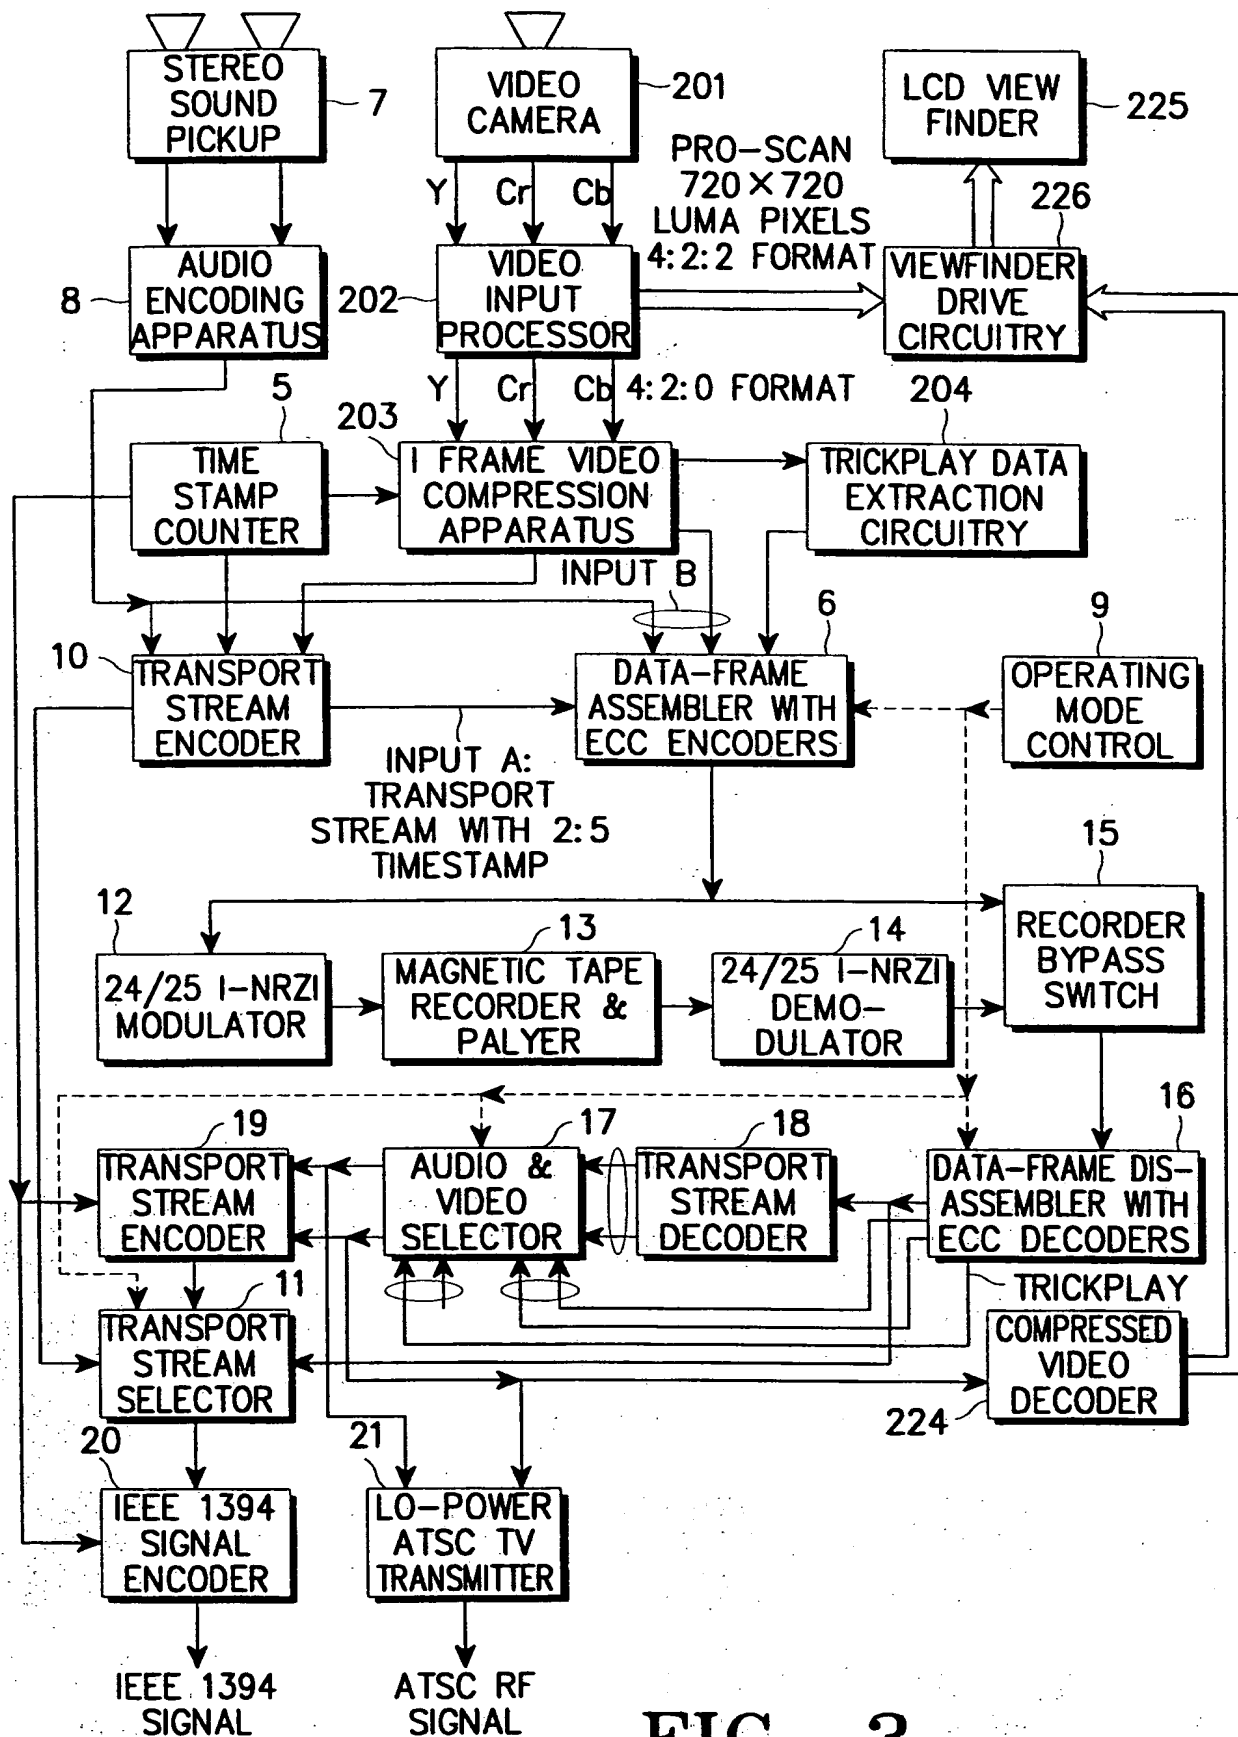 STEREO
SOUND
PICKUP
7
VIDEO
CAMERA
201
LCD VIEW
FINDER
225
PRO-SCAN
720×720
LUMA PIXELS
4:2:2 FORMAT
226
Y
Cr
Cb
AUDIO
ENCODING
APPARATUS
8
VIDEO
INPUT
PROCESSOR
202
VIEWFINDER
DRIVE
CIRCUITRY
Y
Cr
Cb
4:2:0 FORMAT
5
203
204
TIME
STAMP
COUNTER
I FRAME VIDEO
COMPRESSION
APPARATUS
TRICKPLAY DATA
EXTRACTION
CIRCUITRY
INPUT B
6
9
10
TRANSPORT
STREAM
ENCODER
DATA-FRAME
ASSEMBLER WITH
ECC ENCODERS
OPERATING
MODE
CONTROL
INPUT A:
TRANSPORT
STREAM WITH 2:5
TIMESTAMP
15
12
13
14
24/25 I-NRZI
MODULATOR
MAGNETIC TAPE
RECORDER &
PALYER
24/25 I-NRZI
DEMO-
DULATOR
RECORDER
BYPASS
SWITCH
19
17
18
16
TRANSPORT
STREAM
ENCODER
AUDIO &
VIDEO
SELECTOR
TRANSPORT
STREAM
DECODER
DATA-FRAME DIS-
ASSEMBLER WITH
ECC DECODERS
TRICKPLAY
11
TRANSPORT
STREAM
SELECTOR
COMPRESSED
VIDEO
DECODER
224
20
21
IEEE 1394
SIGNAL
ENCODER
LO-POWER
ATSC TV
TRANSMITTER
IEEE 1394
SIGNAL
ATSC RF
SIGNAL
FIG. 3